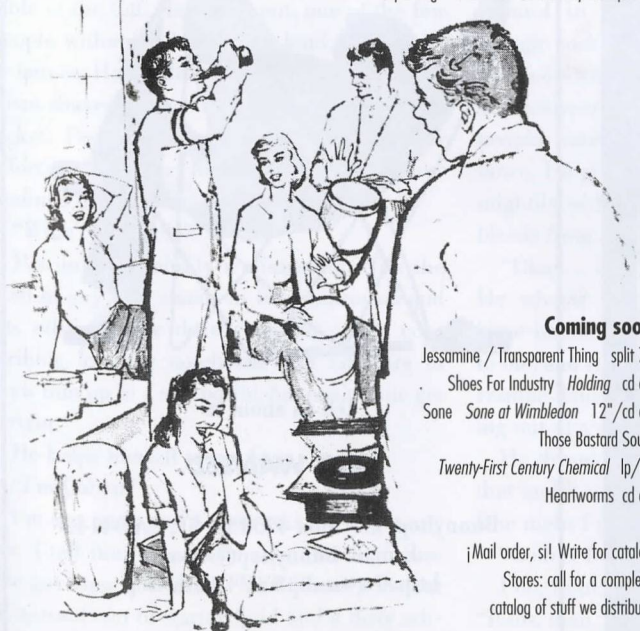 Coming soo
Jessamine / Transparent Thing split
Shoes For Industry Holding cd
Sone Sone at Wimbledon 12"/cd
Those Bastard Sou
Twenty-First Century Chemical lp/
Heartworms cd
¡Mail order, si! Write for catal
Stores: call for a comple
catalog of stuff we distribu